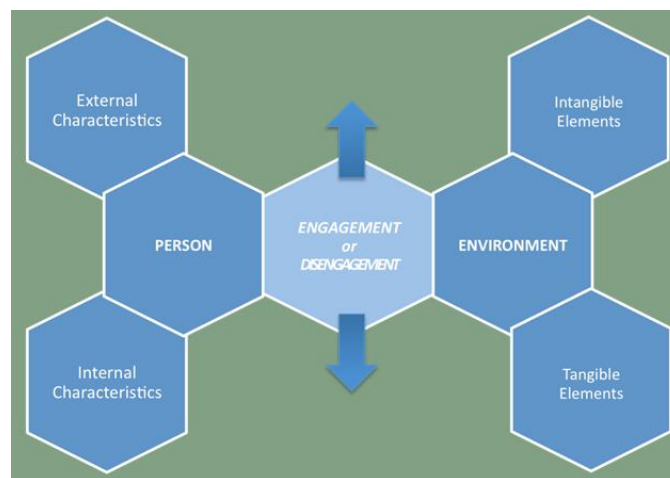 External
Characteristics
Intangible
Elements
PERSON
ENGAGEMENT
or
DISENGAGEMENT
ENVIRONMENT
Internal
Characteristics
Tangible
Elements